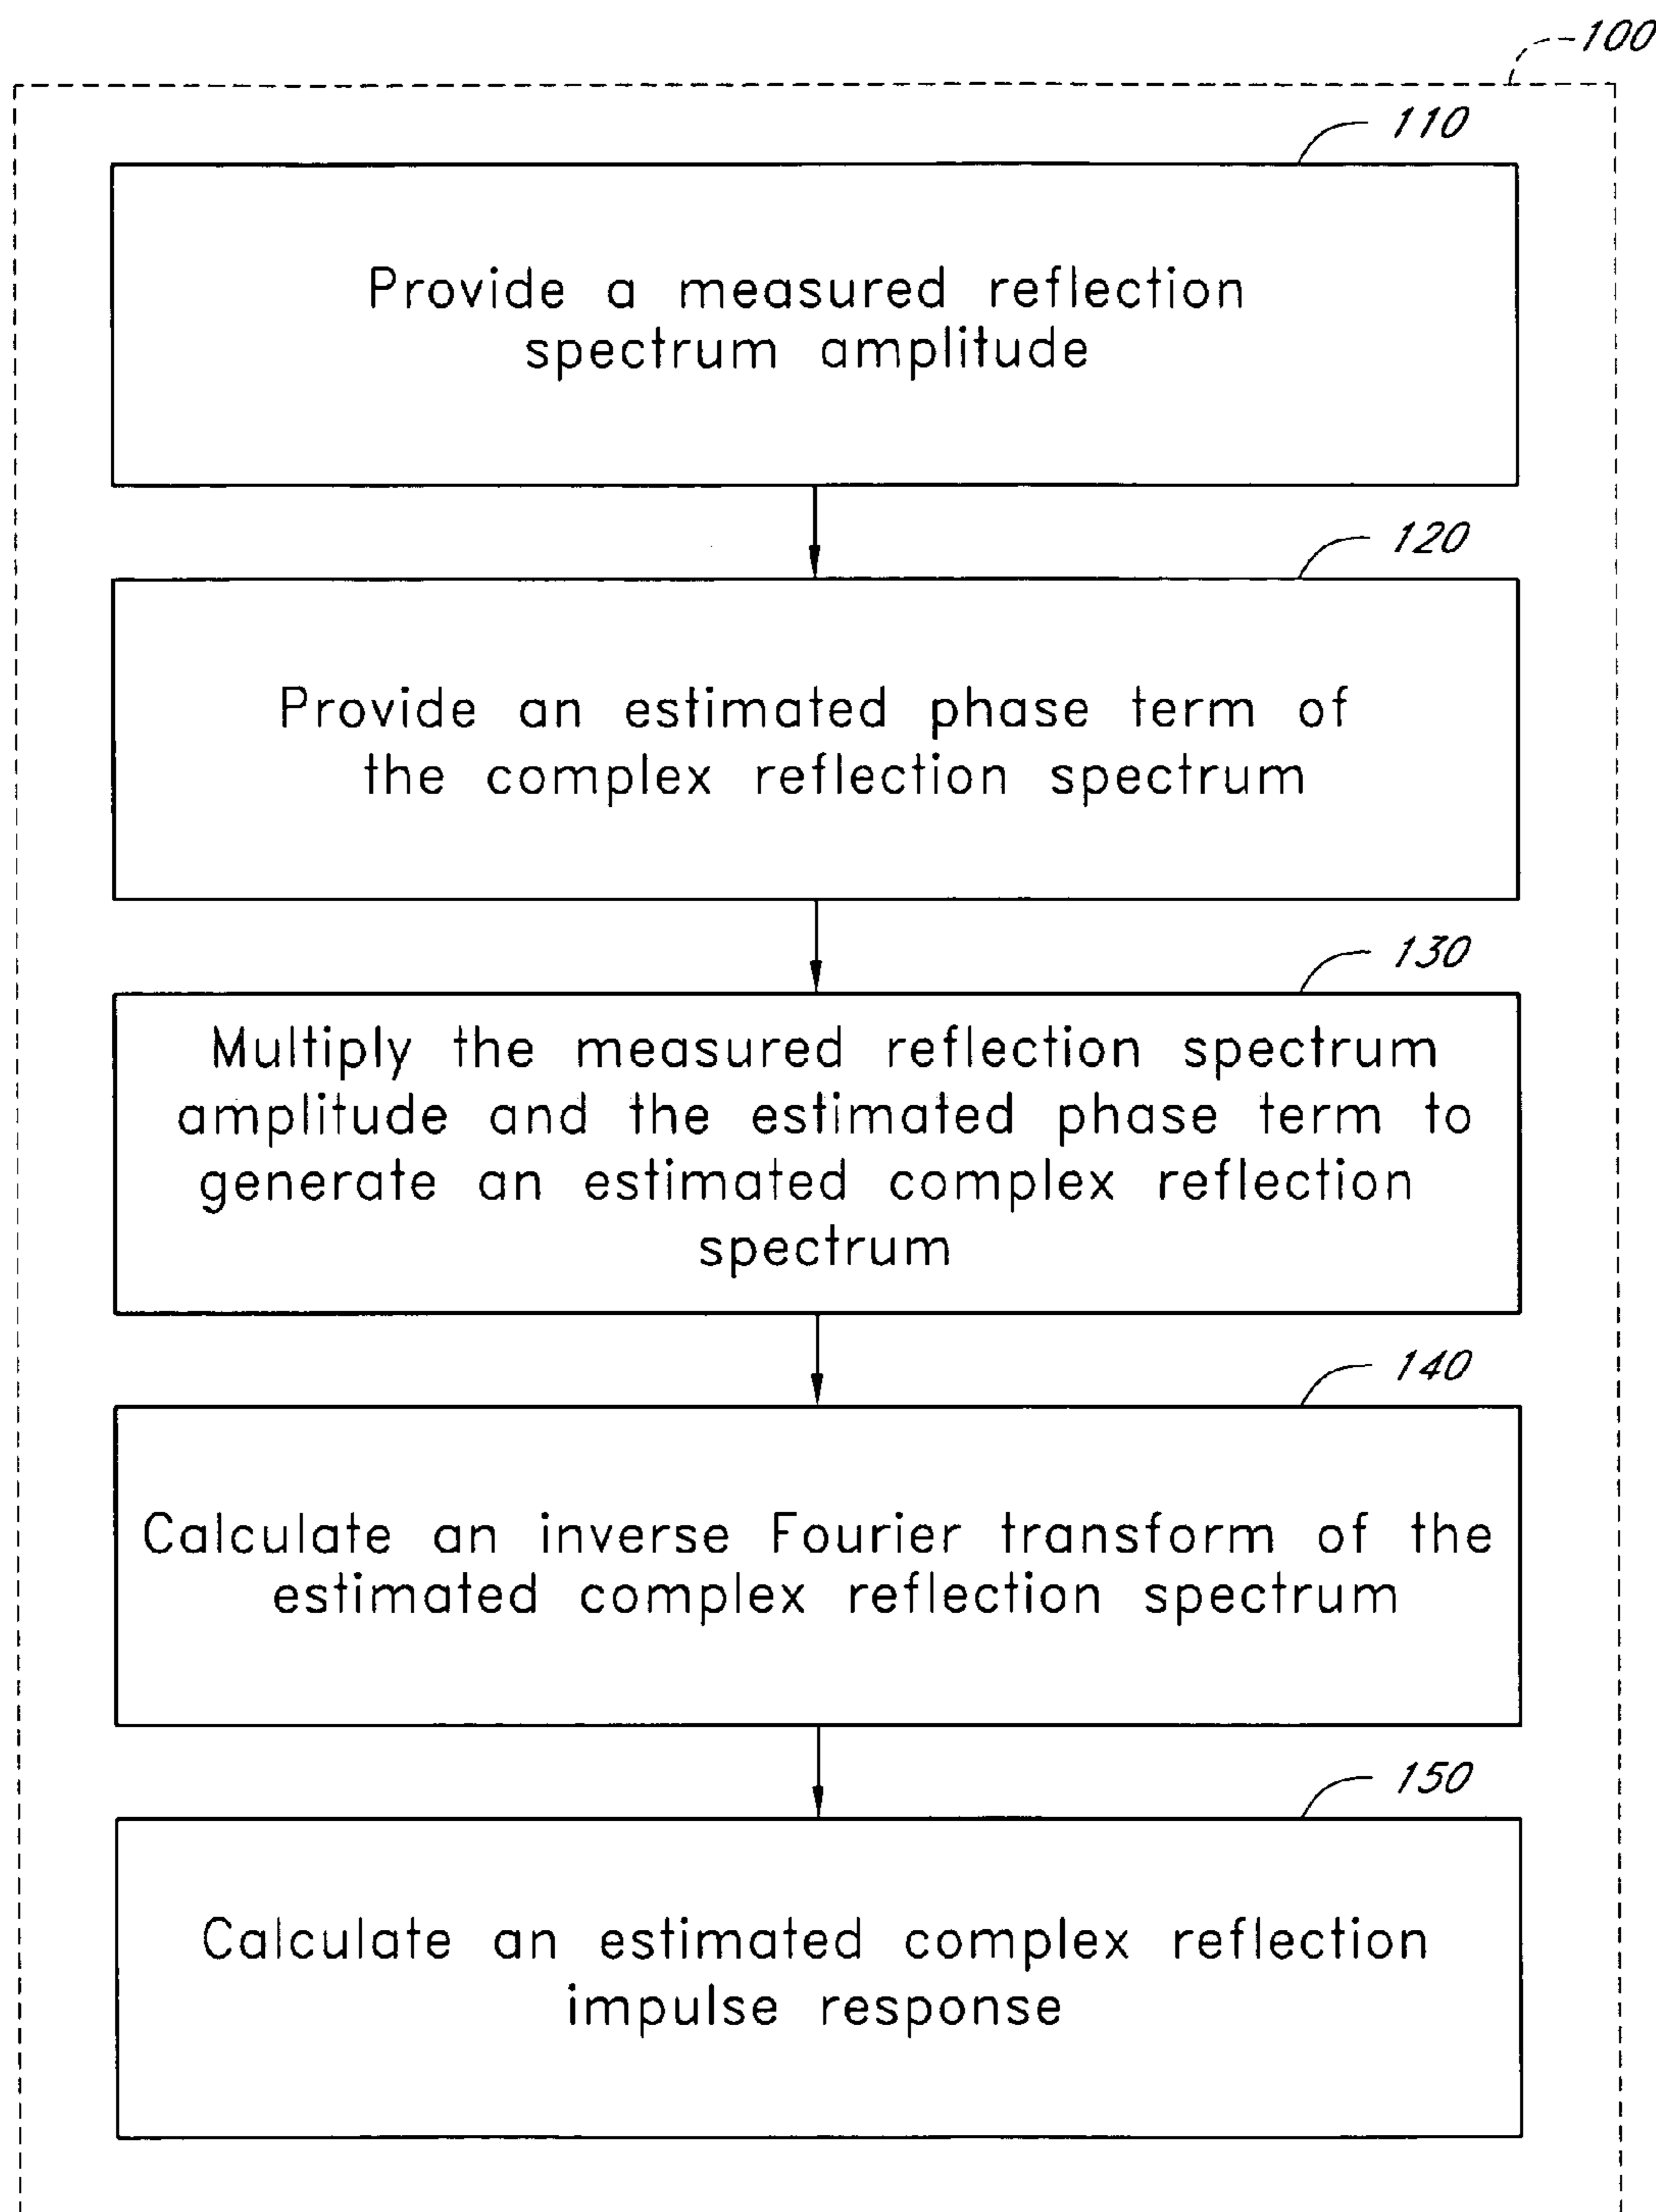 100
110
Provide a measured reflection
spectrum amplitude
120
Provide an estimated phase term of
the complex reflection spectrum
130
Multiply the measured reflection spectrum
amplitude and the estimated phase term to
generate an estimated complex reflection
spectrum
140
Calculate an inverse Fourier transform of the
estimated complex reflection spectrum
150
Calculate an estimated complex reflection
impulse response